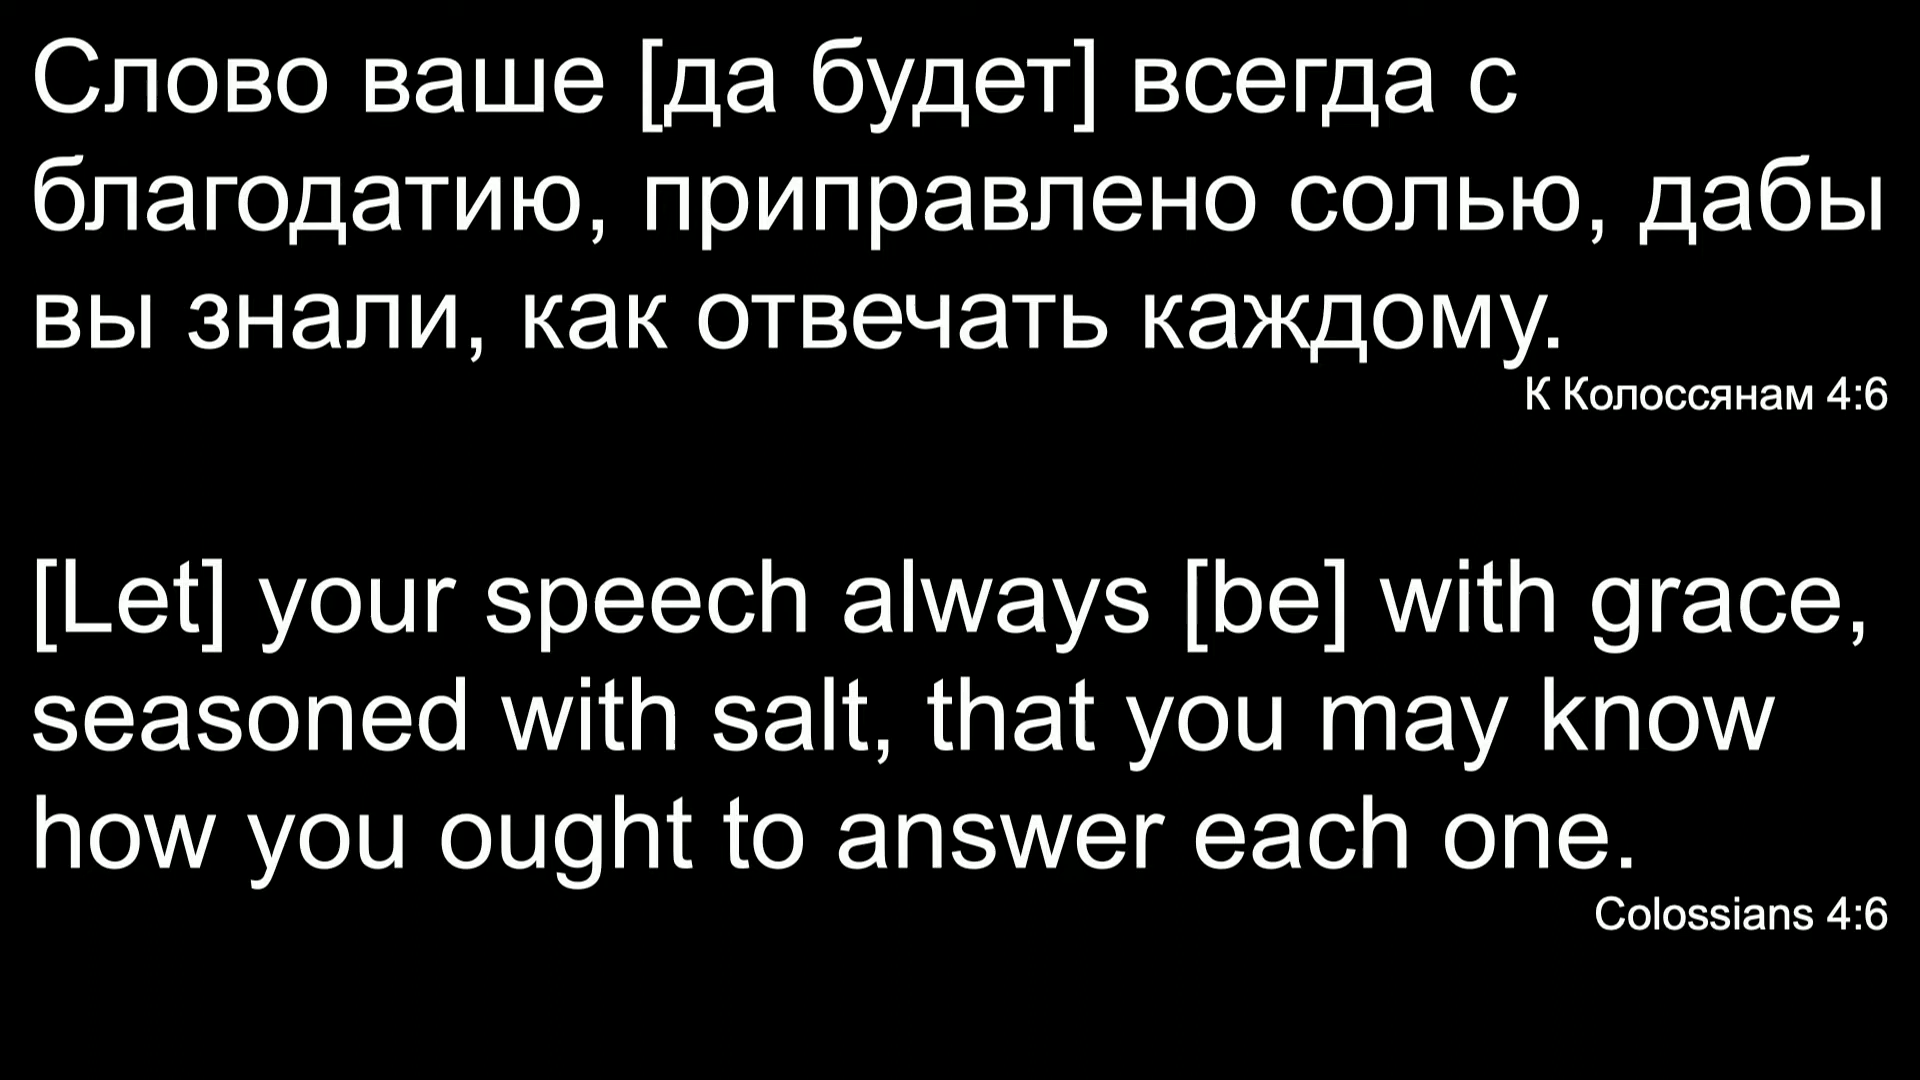 Слово ваше [да будет] всегда с
благодатию, приправлено солью, дабы
вы знали, как отвечать каждому.
К Колоссянам 4:6
[Let] your speech always [be] with grace,
seasoned with salt, that you may know
how you ought to answer each one.
Colossians 4:6